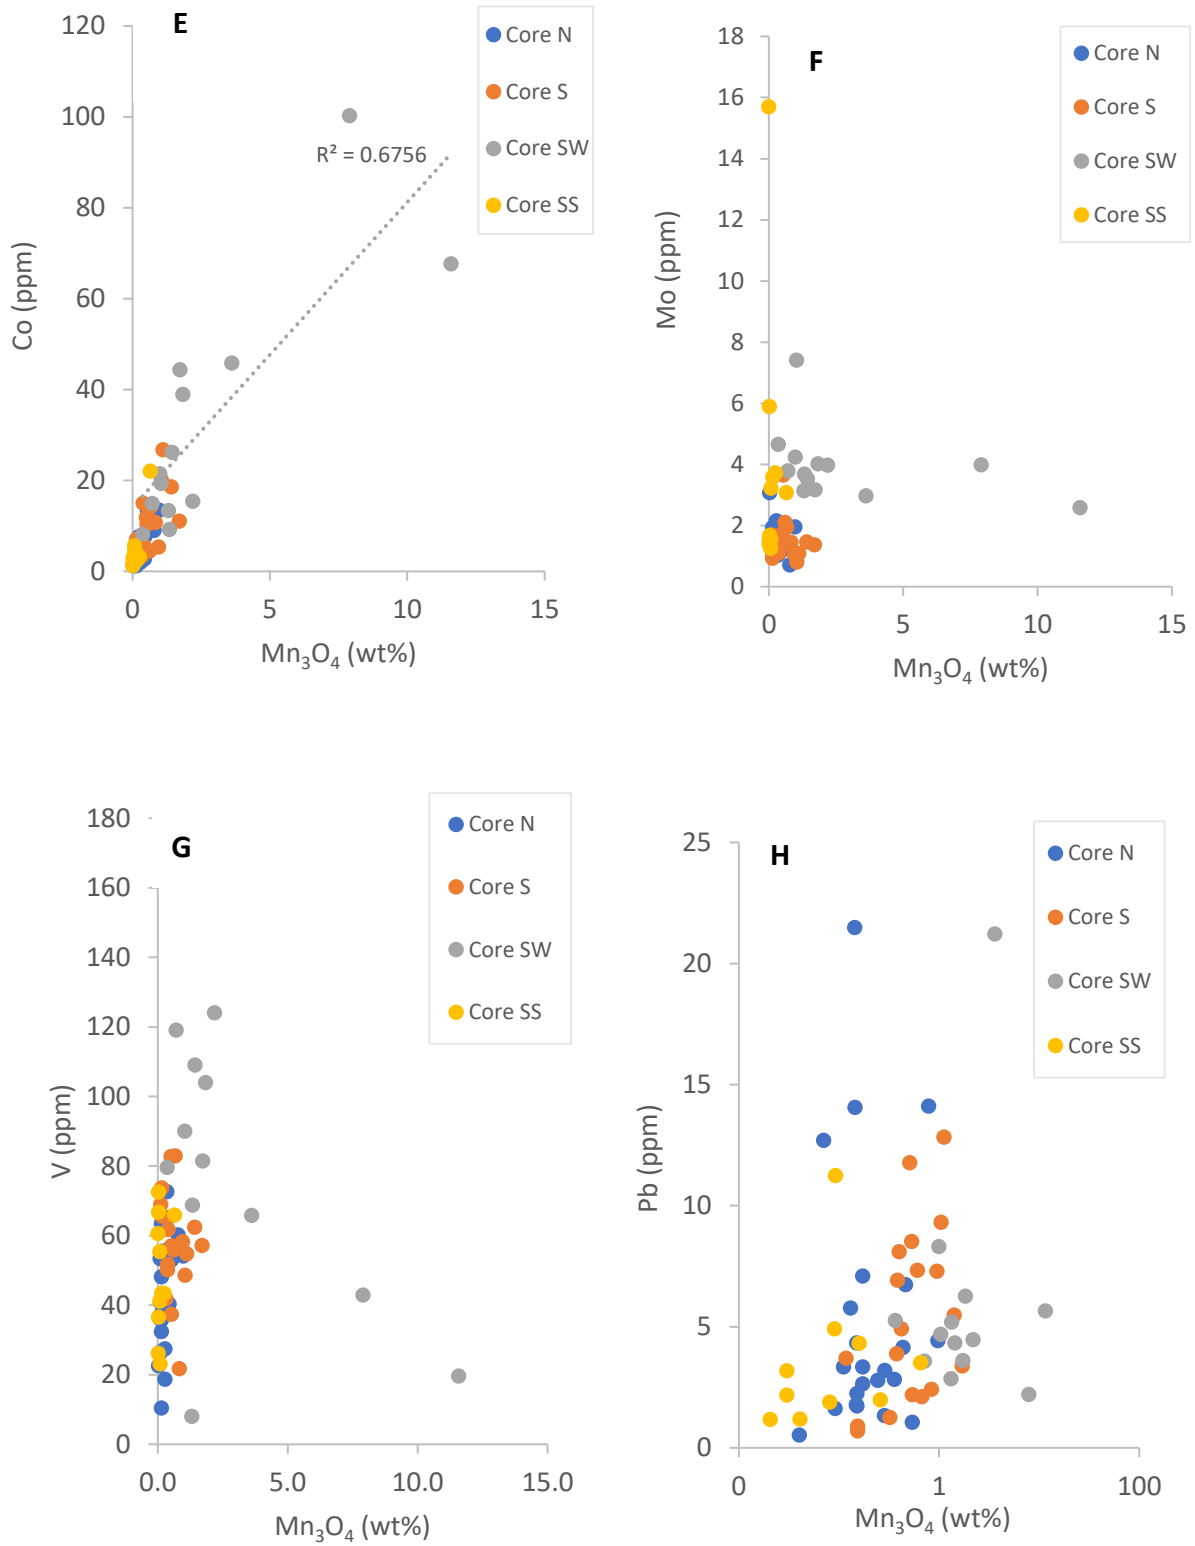 E
Core N
Core S
Core SW
Core SS
R² = 0.6756
120
100
80
60
40
20
0
Co (ppm)
0 5 10 15
Mn₃O₄ (wt%)
F
Core N
Core S
Core SW
Core SS
18
16
14
12
10
8
6
4
2
0
Mo (ppm)
0 5 10 15
Mn₃O₄ (wt%)
G
Core N
Core S
Core SW
Core SS
180
160
140
120
100
80
60
40
20
0
V (ppm)
0.0 5.0 10.0 15.0
Mn₃O₄ (wt%)
H
Core N
Core S
Core SW
Core SS
25
20
15
10
5
0
Pb (ppm)
0 1 100
Mn₃O₄ (wt%)